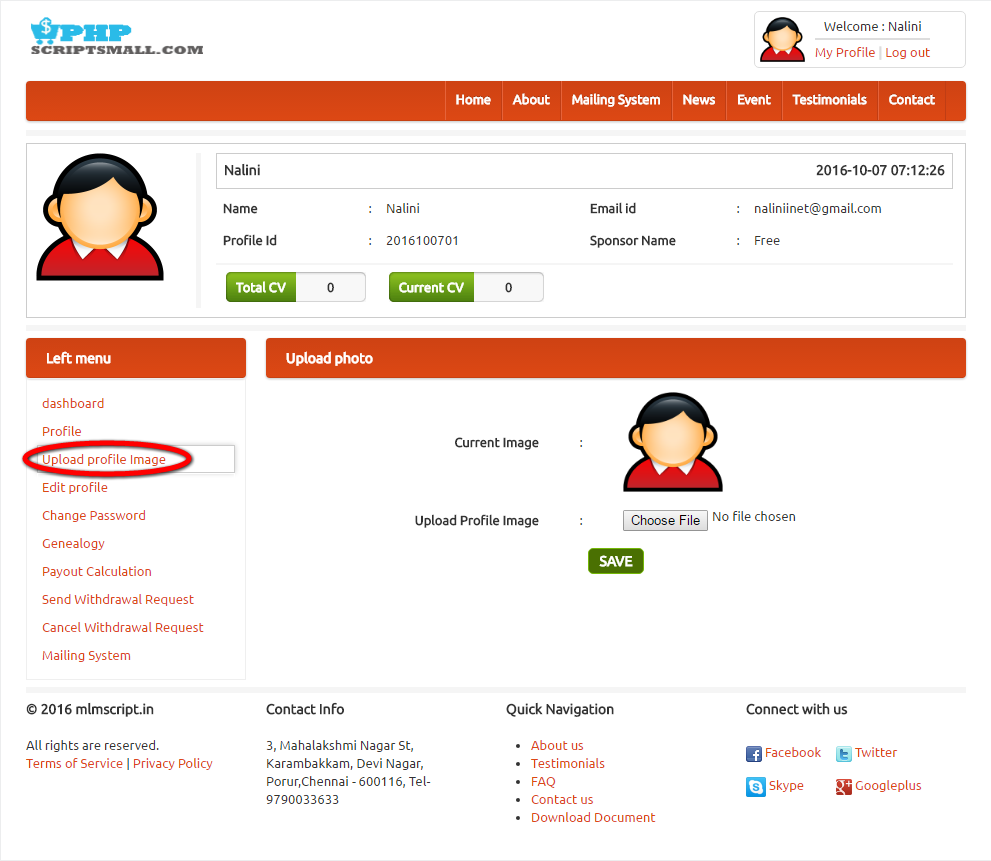 PHP
SCRIPTSMALL.COM
Welcome : Nalini
My Profile | Log out
Home About Mailing System News Event Testimonials Contact
Nalini 2016-10-07 07:12:26
Name : Nalini Email id : naliniinet@gmail.com
Profile Id : 2016100701 Sponsor Name : Free
Total CV 0 Current CV 0
Left menu
dashboard
Profile
Upload profile Image
Edit profile
Change Password
Genealogy
Payout Calculation
Send Withdrawal Request
Cancel Withdrawal Request
Mailing System
Upload photo
Current Image :
Upload Profile Image : Choose File No file chosen
SAVE
© 2016 mlmscript.in
All rights are reserved.
Terms of Service | Privacy Policy
Contact Info
3, Mahalakshmi Nagar St,
Karambakkam, Devi Nagar,
Porur,Chennai - 600116, Tel-
9790033633
Quick Navigation
• About us
• Testimonials
• FAQ
• Contact us
• Download Document
Connect with us
Facebook Twitter
Skype Googleplus